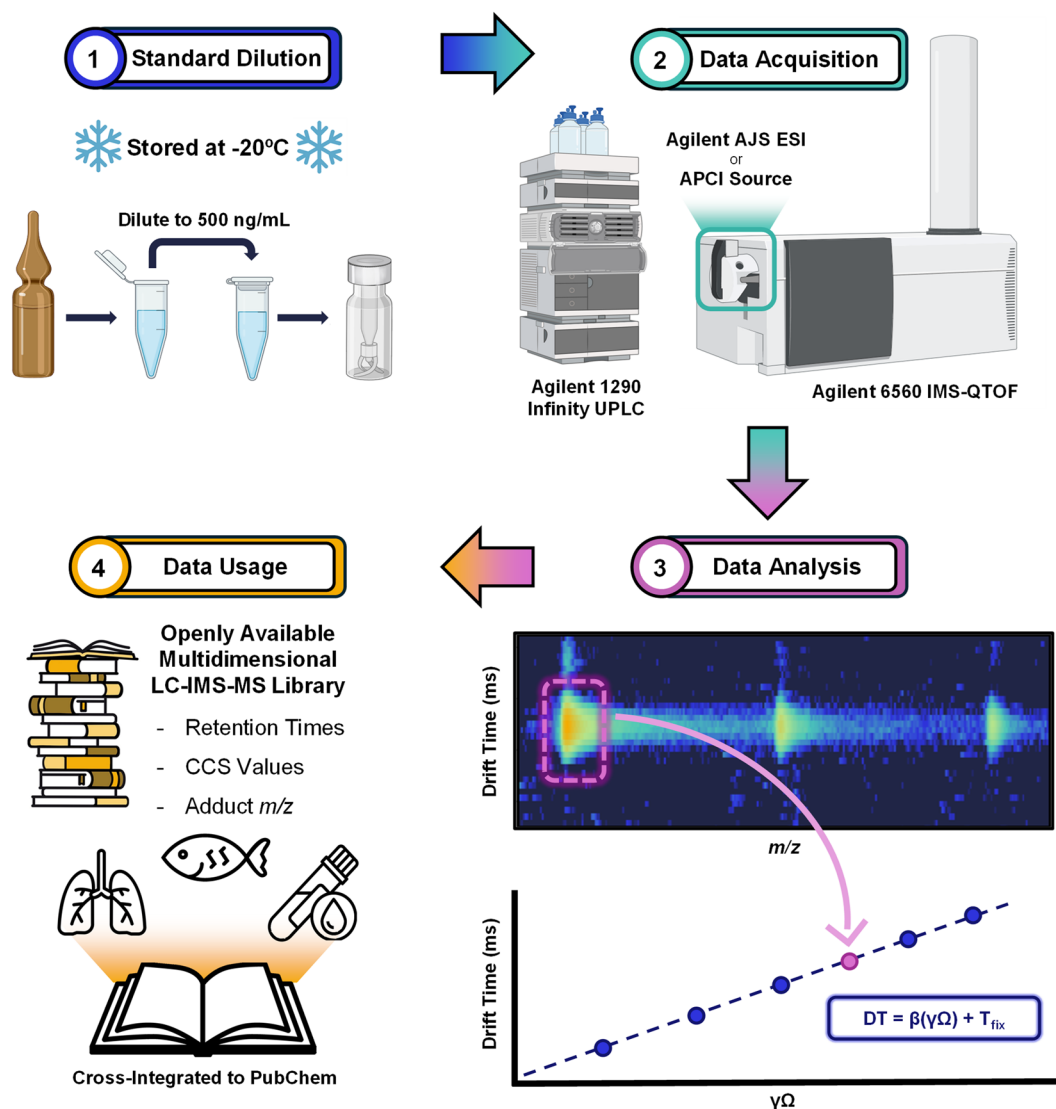 1 Standard Dilution
Stored at -20ºC
Dilute to 500 ng/mL
2 Data Acquisition
Agilent AJS ESI
or
APCI Source
Agilent 1290
Infinity UPLC
Agilent 6560 IMS-QTOF
3 Data Analysis
Drift Time (ms)
m/z
Drift Time (ms)
DT = β(γΩ) + Tfix
γΩ
4 Data Usage
Openly Available
Multidimensional
LC-IMS-MS Library
- Retention Times
- CCS Values
- Adduct m/z
Cross-Integrated to PubChem